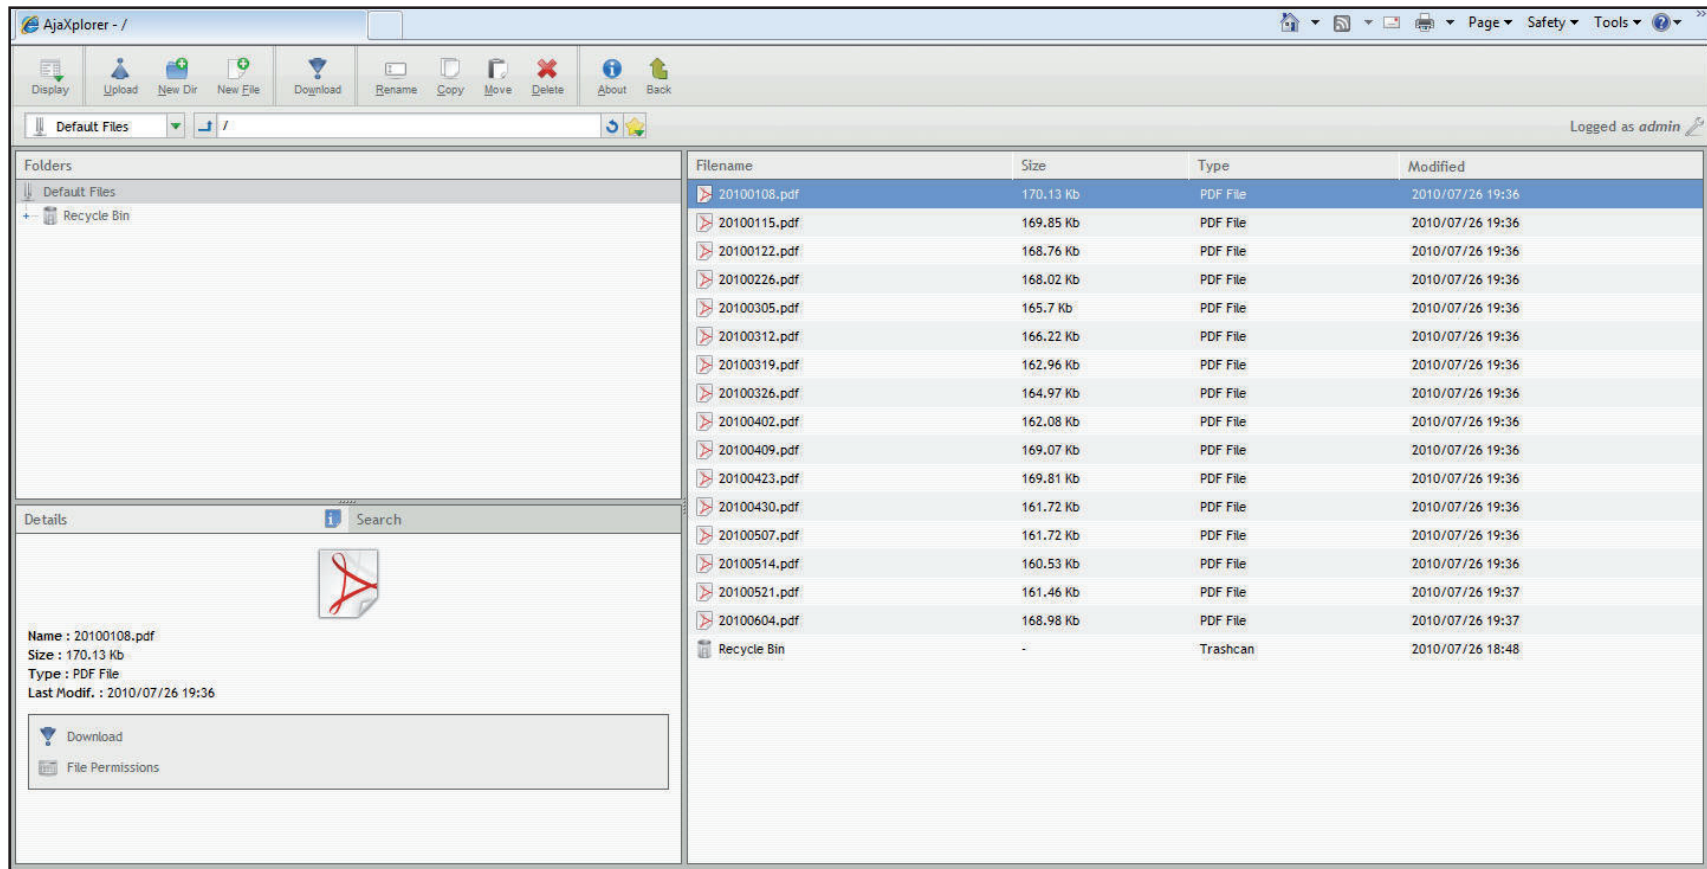 AjaXplorer - /
Page Safety Tools
Display Upload New Dir New File Download Rename Copy Move Delete About Back
Default Files / Logged as admin
Folders
Default Files
Recycle Bin
Filename Size Type Modified
20100108.pdf 170.13 Kb PDF File 2010/07/26 19:36
20100115.pdf 169.85 Kb PDF File 2010/07/26 19:36
20100122.pdf 168.76 Kb PDF File 2010/07/26 19:36
20100226.pdf 168.02 Kb PDF File 2010/07/26 19:36
20100305.pdf 165.7 Kb PDF File 2010/07/26 19:36
20100312.pdf 166.22 Kb PDF File 2010/07/26 19:36
20100319.pdf 162.96 Kb PDF File 2010/07/26 19:36
20100326.pdf 164.97 Kb PDF File 2010/07/26 19:36
20100402.pdf 162.08 Kb PDF File 2010/07/26 19:36
20100409.pdf 169.07 Kb PDF File 2010/07/26 19:36
20100423.pdf 169.81 Kb PDF File 2010/07/26 19:36
20100430.pdf 161.72 Kb PDF File 2010/07/26 19:36
20100507.pdf 161.72 Kb PDF File 2010/07/26 19:36
20100514.pdf 160.53 Kb PDF File 2010/07/26 19:36
20100521.pdf 161.46 Kb PDF File 2010/07/26 19:37
20100604.pdf 168.98 Kb PDF File 2010/07/26 19:37
Recycle Bin - Trashcan 2010/07/26 18:48
Details Search
Name : 20100108.pdf
Size : 170.13 Kb
Type : PDF File
Last Modif. : 2010/07/26 19:36
Download
File Permissions